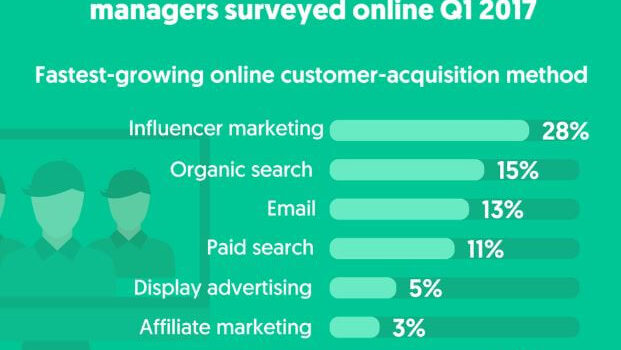 managers surveyed online Q1 2017
Fastest-growing online customer-acquisition method
Influencer marketing 28%
Organic search 15%
Email 13%
Paid search 11%
Display advertising 5%
Affiliate marketing 3%